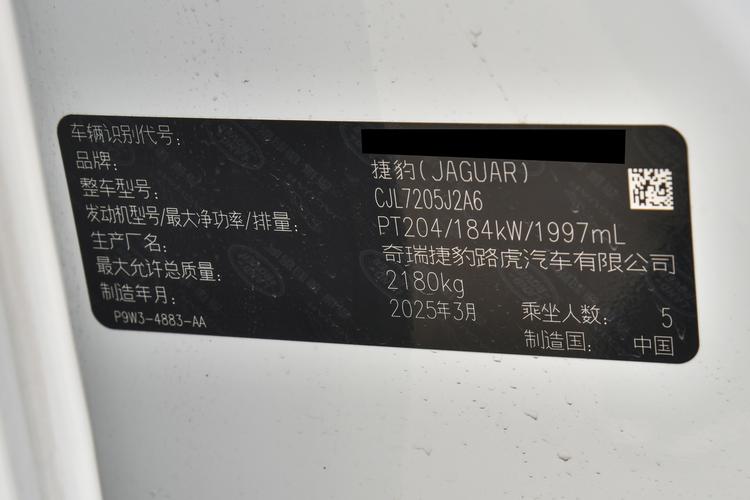 车辆识别代号：
品牌： 捷豹(JAGUAR)
整车型号： CJL7205J2A6
发动机型号/最大净功率/排量： PT204/184kW/1997mL
生产厂名： 奇瑞捷豹路虎汽车有限公司
最大允许总质量： 2180kg
制造年月： 2025年3月 乘坐人数： 5
P9W3-4883-AA 制造国： 中国